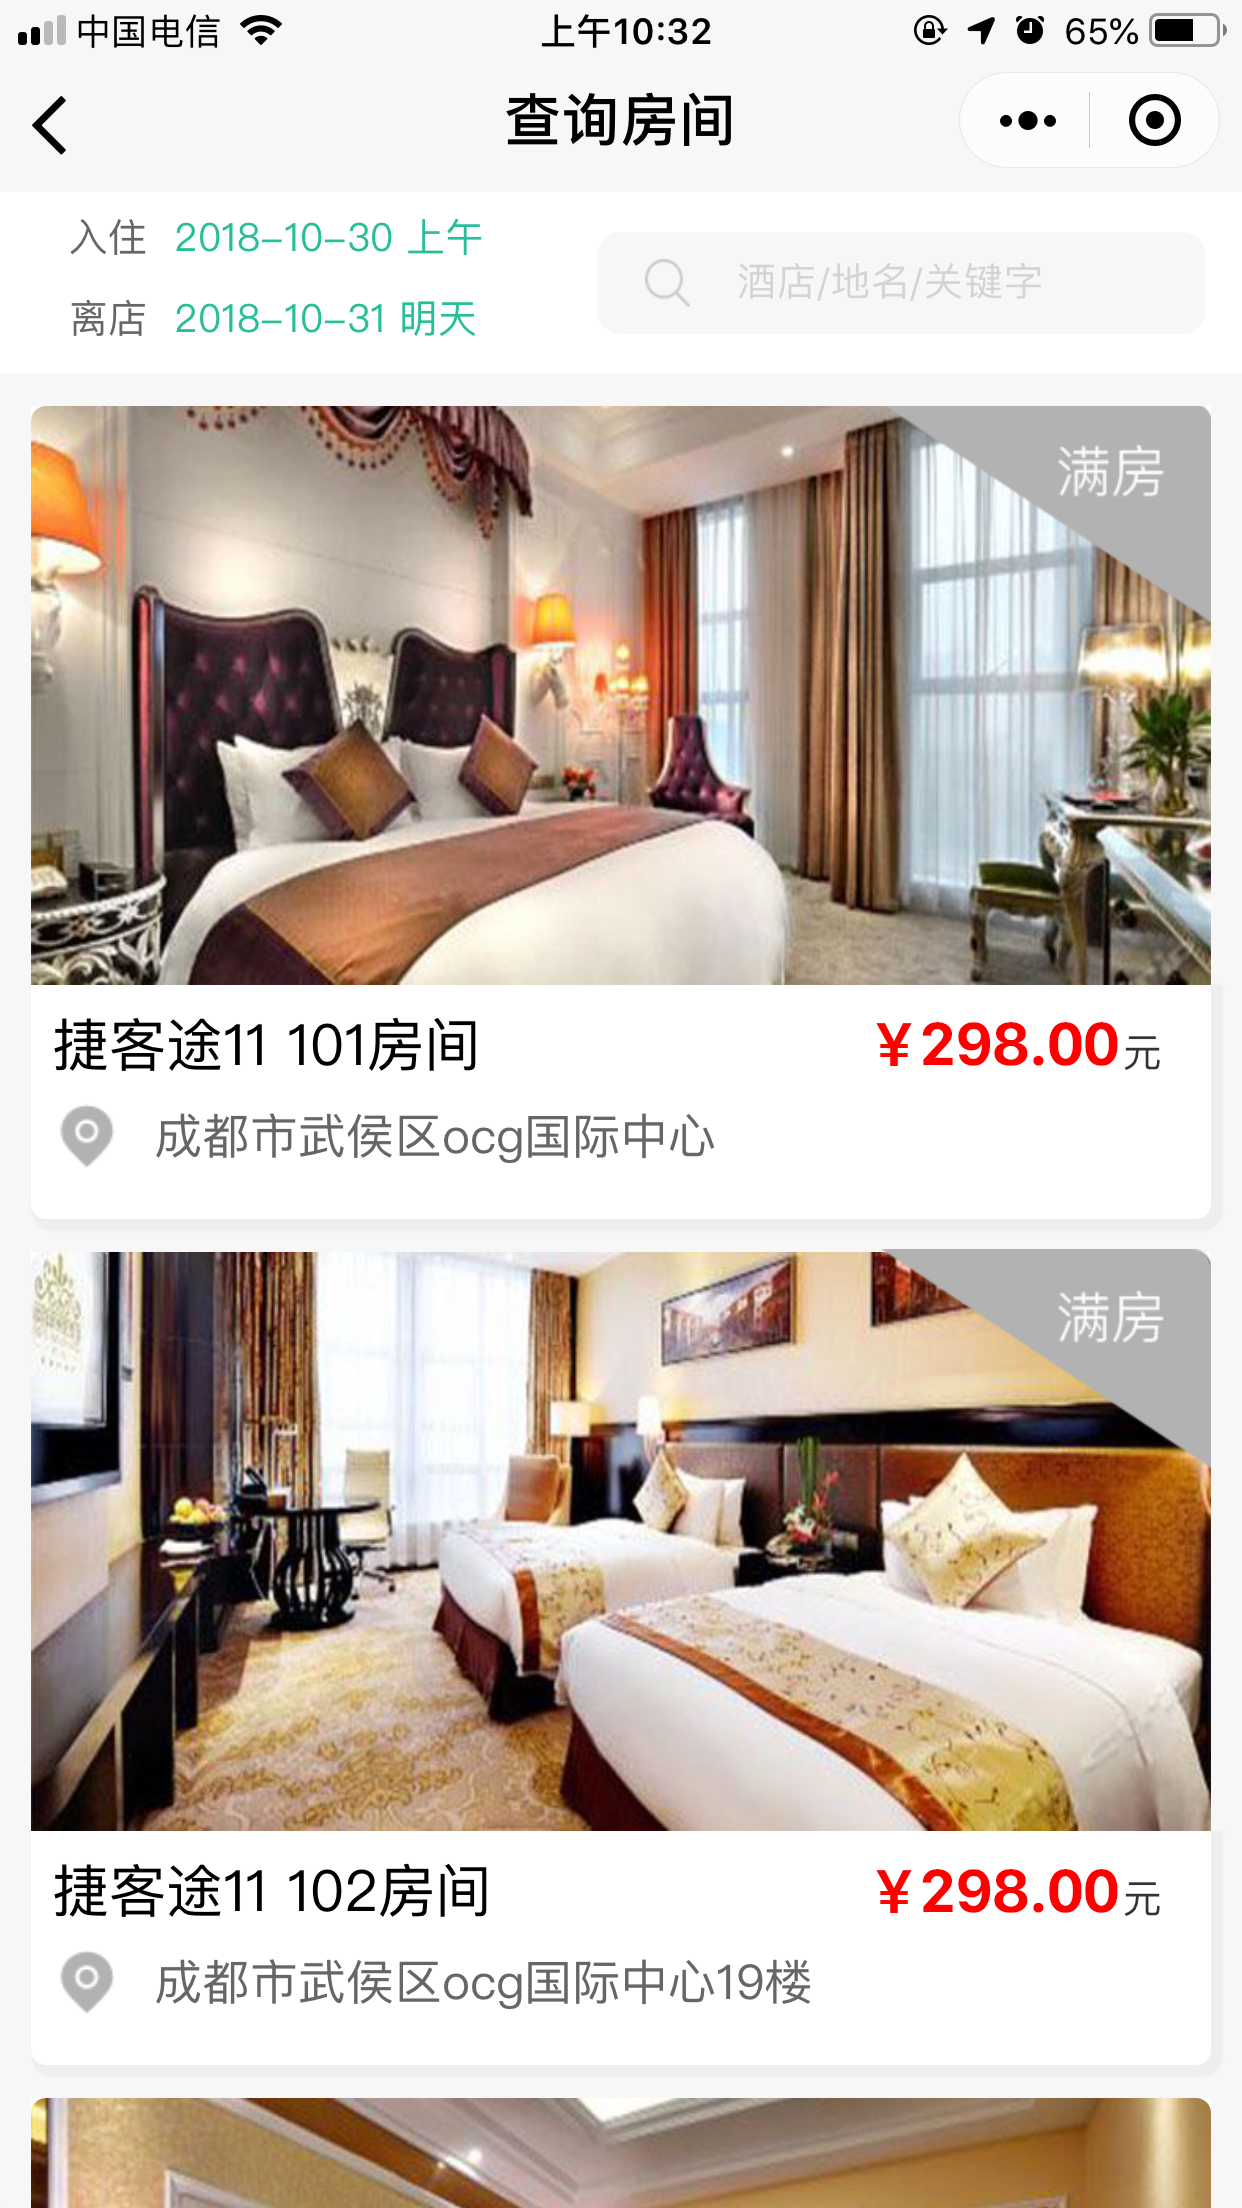 中国电信 上午10:32 65%
查询房间
入住 2018-10-30 上午
离店 2018-10-31 明天
酒店/地名/关键字
满房
捷客途11 101房间 ¥298.00元
成都市武侯区ocg国际中心
满房
捷客途11 102房间 ¥298.00元
成都市武侯区ocg国际中心19楼